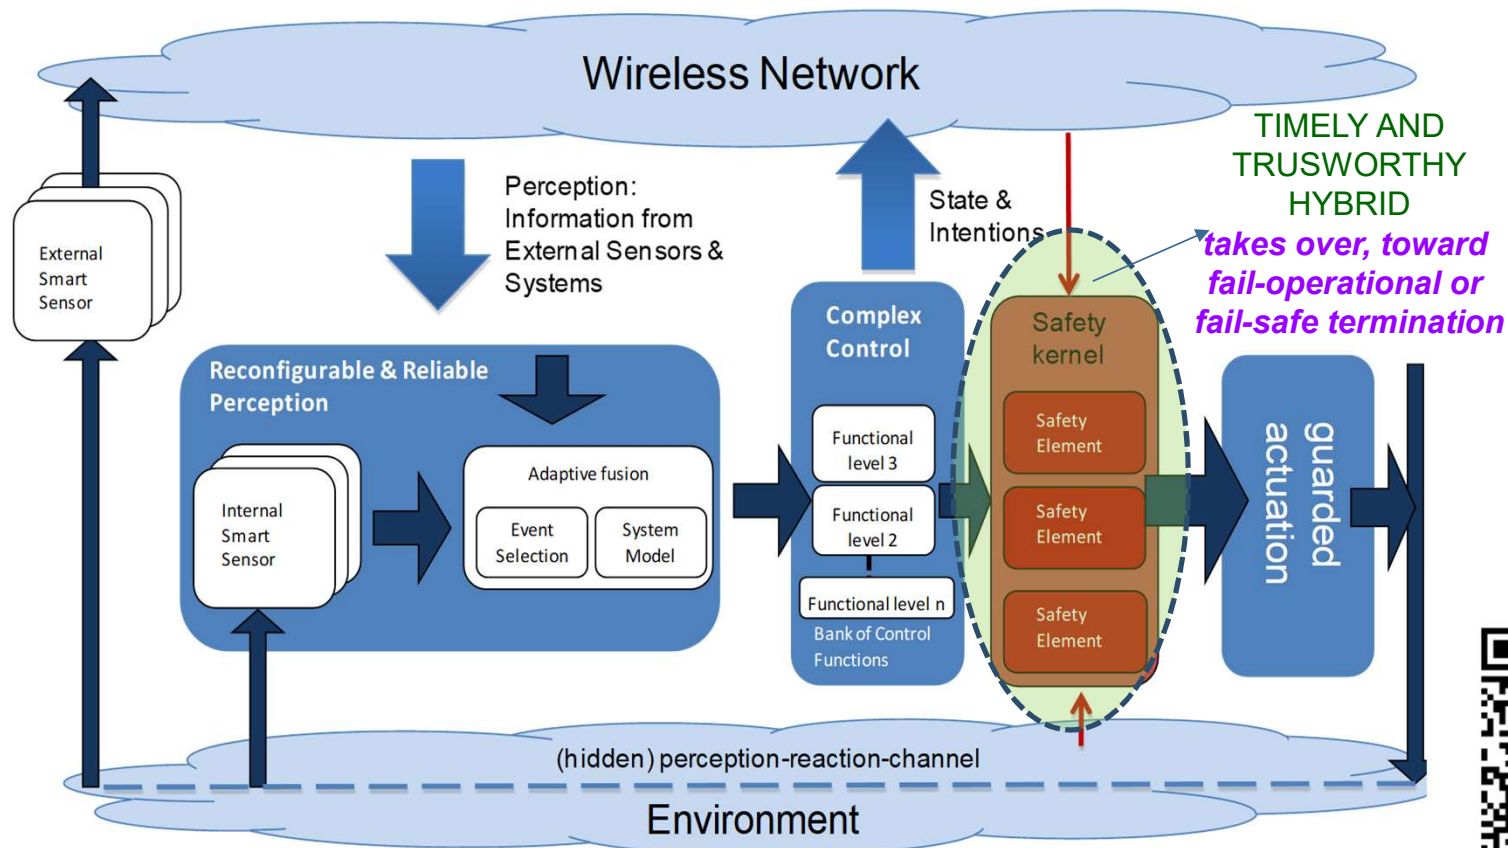 Wireless Network
TIMELY AND
TRUSWORTHY
HYBRID
takes over, toward
fail-operational or
fail-safe termination
Perception:
Information from
External Sensors &
Systems
State &
Intentions
External
Smart
Sensor
Reconfigurable & Reliable
Perception
Internal
Smart
Sensor
Adaptive fusion
Event
Selection
System
Model
Complex
Control
Functional
level 3
Functional
level 2
Functional level n
Bank of Control
Functions
Safety
kernel
Safety
Element
Safety
Element
Safety
Element
guarded
actuation
(hidden) perception-reaction-channel
Environment